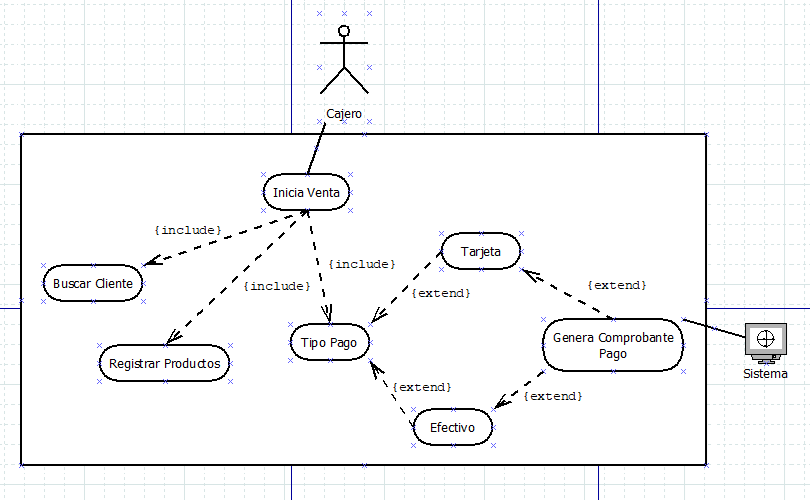 Cajero
Inicia Venta
{include}
Tarjeta
{include}
Buscar Cliente
{include}
{extend}
{extend}
Genera Comprobante
Pago
Tipo Pago
Registrar Productos
Sistema
{extend}
{extend}
Efectivo